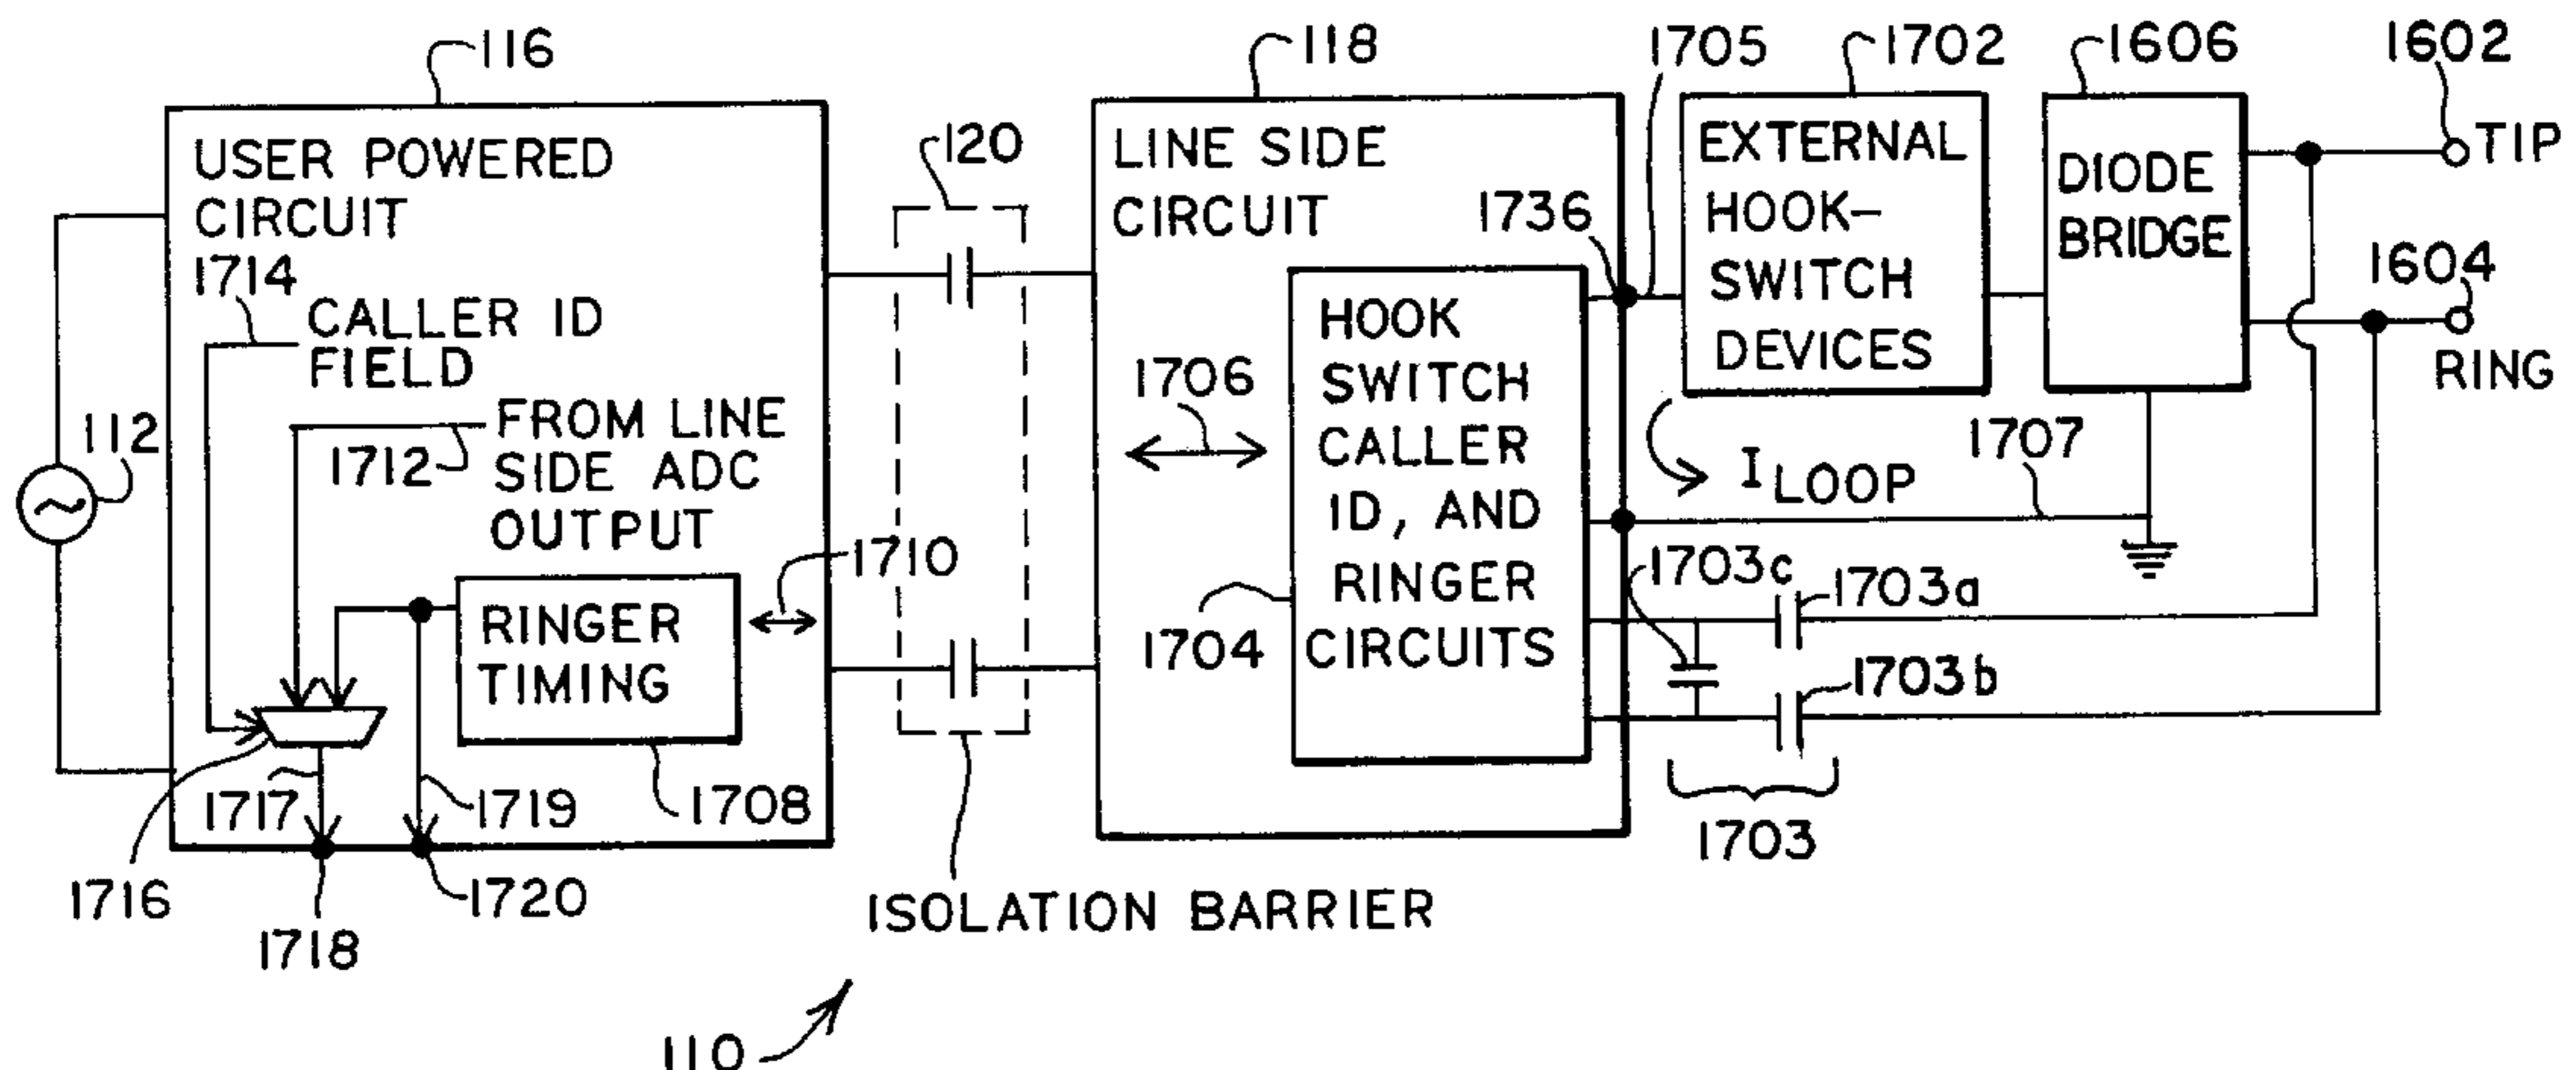 116
118
1705
1702
1606
1602
USER POWERED
CIRCUIT
1714
CALLER ID
FIELD
112
1712
FROM LINE
SIDE ADC
OUTPUT
1710
RINGER
TIMING
1717
1719
1708
1716
1718
1720
120
ISOLATION BARRIER
110
LINE SIDE
CIRCUIT
1736
1706
HOOK
SWITCH
CALLER
ID, AND
RINGER
CIRCUITS
1704
EXTERNAL
HOOK-
SWITCH
DEVICES
DIODE
BRIDGE
TIP
1604
RING
I LOOP
1707
1703c
1703a
1703b
1703